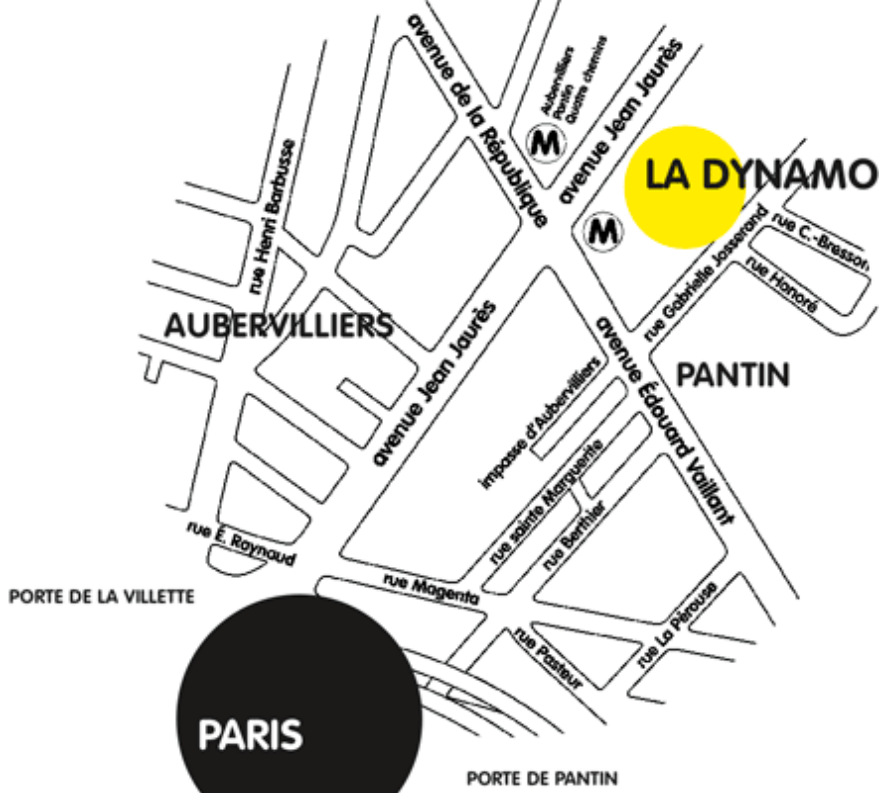 avenue de la République
Aubervilliers
Pantin
Quatre chemins
M
avenue Jean Jaurès
LA DYNAMO
M
rue Henri Barbusse
rue Gabrielle Josserand
rue C.-Bresson
rue Honoré
AUBERVILLIERS
avenue Jean Jaurès
PANTIN
avenue Édouard Vaillant
impasse d'Aubervilliers
rue sainte Marguerite
rue Berthier
rue É. Raynaud
rue Magenta
PORTE DE LA VILLETTE
rue La Pèrouse
rue Pasteur
PARIS
PORTE DE PANTIN